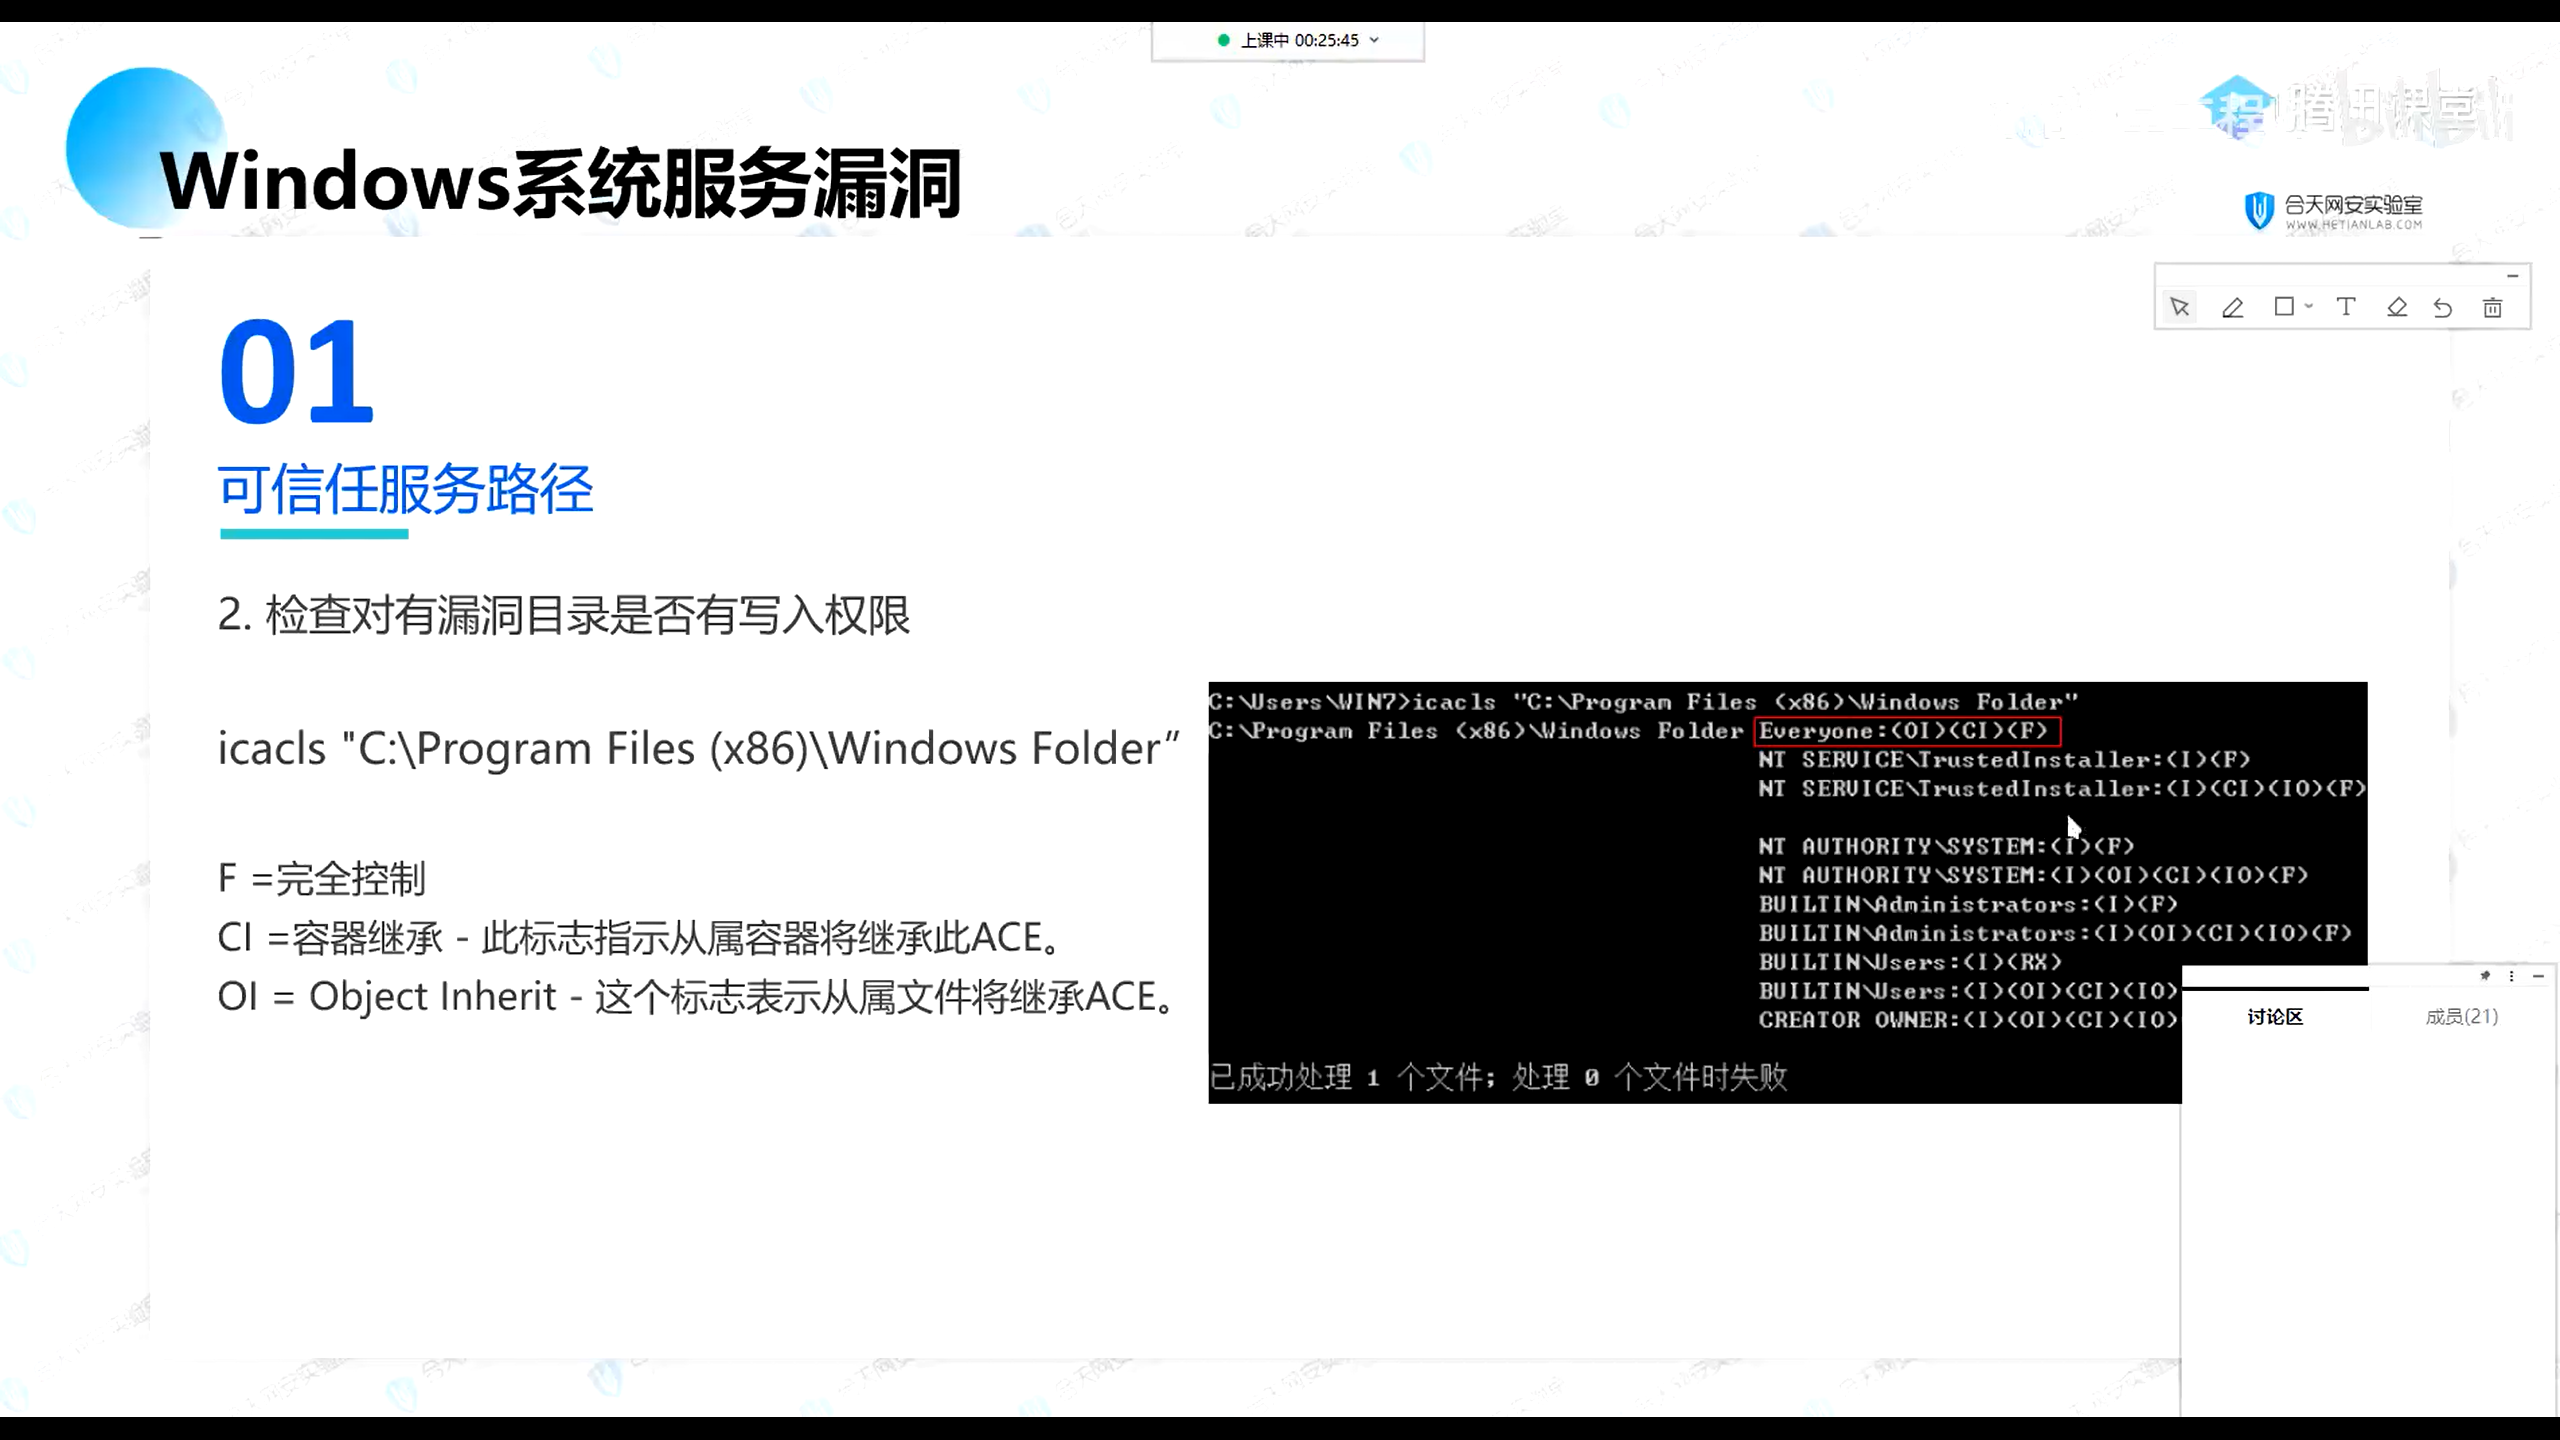 上课中 00:25:45
腾讯课堂
Windows系统服务漏洞
合天网安实验室
WWW.HETIANLAB.COM
01
可信任服务路径
2. 检查对有漏洞目录是否有写入权限
icacls "C:\Program Files (x86)\Windows Folder”
F =完全控制
CI =容器继承 - 此标志指示从属容器将继承此ACE。
OI = Object Inherit - 这个标志表示从属文件将继承ACE。
C:\Users\WIN7>icacls "C:\Program Files (x86)\Windows Folder"
C:\Program Files (x86)\Windows Folder Everyone:(OI)(CI)(F)
NT SERVICE\TrustedInstaller:(I)(F)
NT SERVICE\TrustedInstaller:(I)(CI)(IO)(F)
NT AUTHORITY\SYSTEM:(I)(F)
NT AUTHORITY\SYSTEM:(I)(OI)(CI)(IO)(F)
BUILTIN\Administrators:(I)(F)
BUILTIN\Administrators:(I)(OI)(CI)(IO)(F)
BUILTIN\Users:(I)(RX)
BUILTIN\Users:(I)(OI)(CI)(IO)
CREATOR OWNER:(I)(OI)(CI)(IO)
已成功处理 1 个文件; 处理 0 个文件时失败
讨论区
成员(21)